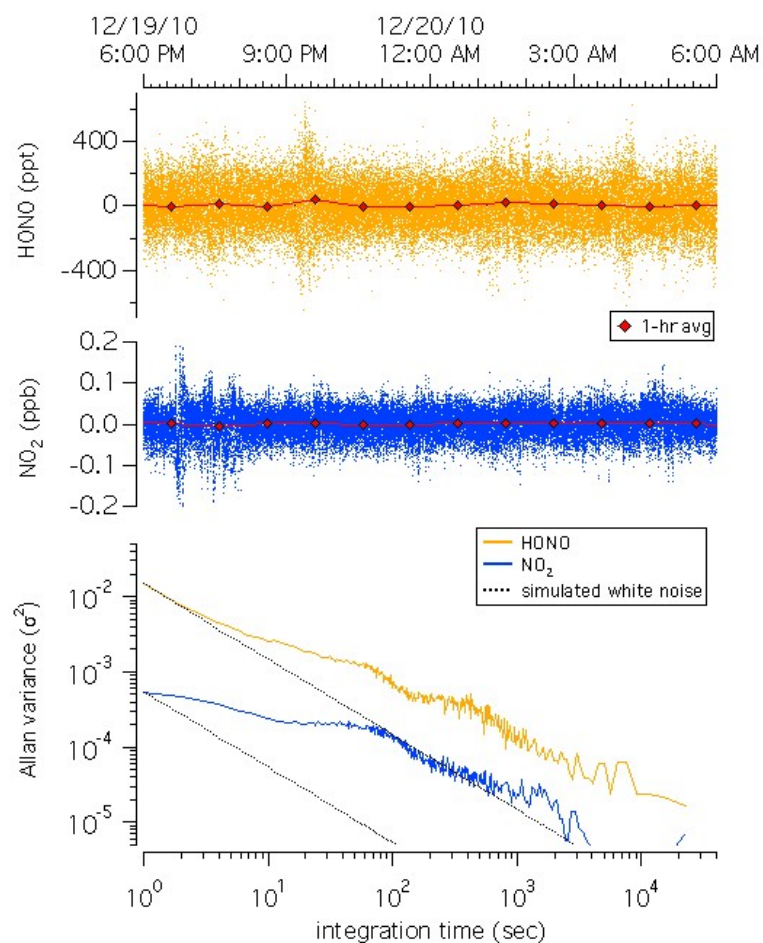 12/19/10 12/20/10
6:00 PM 9:00 PM 12:00 AM 3:00 AM 6:00 AM
HONO (ppt)
400
0
-400
1-hr avg
NO₂ (ppb)
0.2
0.1
0.0
-0.1
-0.2
HONO
NO₂
simulated white noise
Allan variance (σ²)
10⁻²
10⁻³
10⁻⁴
10⁻⁵
10⁰ 10¹ 10² 10³ 10⁴
integration time (sec)